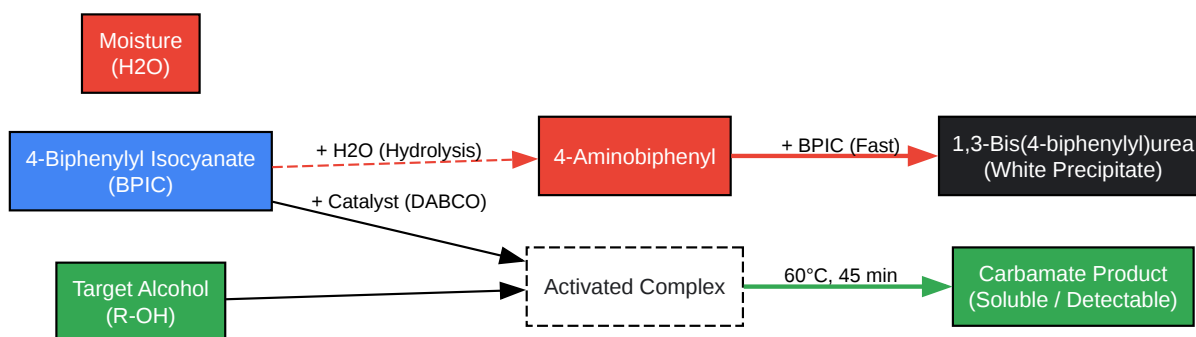 Moisture
(H2O)
4-Biphenylyl Isocyanate
(BPIC)
+ H2O (Hydrolysis)
4-Aminobiphenyl
+ BPIC (Fast)
1,3-Bis(4-biphenylyl)urea
(White Precipitate)
+ Catalyst (DABCO)
Target Alcohol
(R-OH)
Activated Complex
60°C, 45 min
Carbamate Product
(Soluble / Detectable)